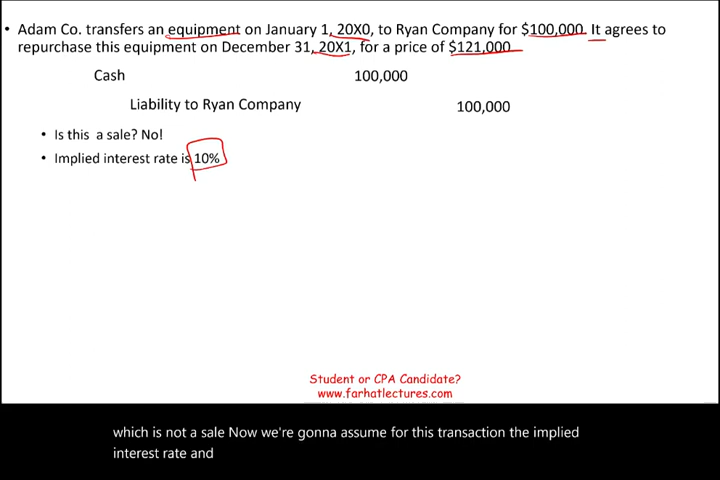 • Adam Co. transfers an equipment on January 1, 20X0, to Ryan Company for $100,000. It agrees to
repurchase this equipment on December 31, 20X1, for a price of $121,000
Cash 100,000
Liability to Ryan Company 100,000
• Is this a sale? No!
• Implied interest rate is 10%
Student or CPA Candidate?
www.farhatlectures.com
which is not a sale Now we're gonna assume for this transaction the implied
interest rate and